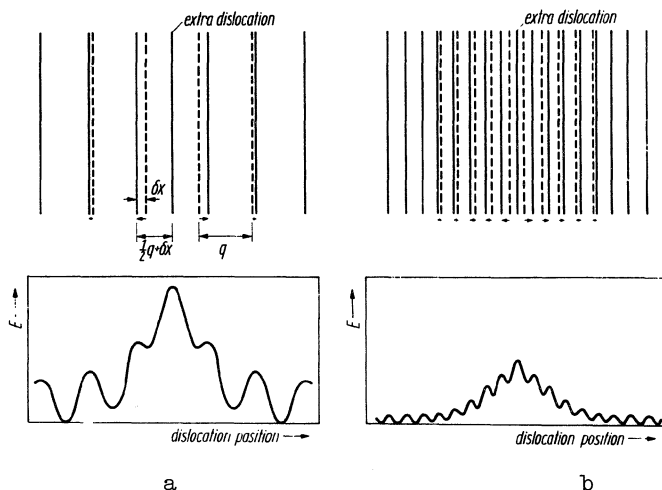 extra dislocation
δx
½q+δx
q
E
dislocation position
a
extra dislocation
E
dislocation position
b